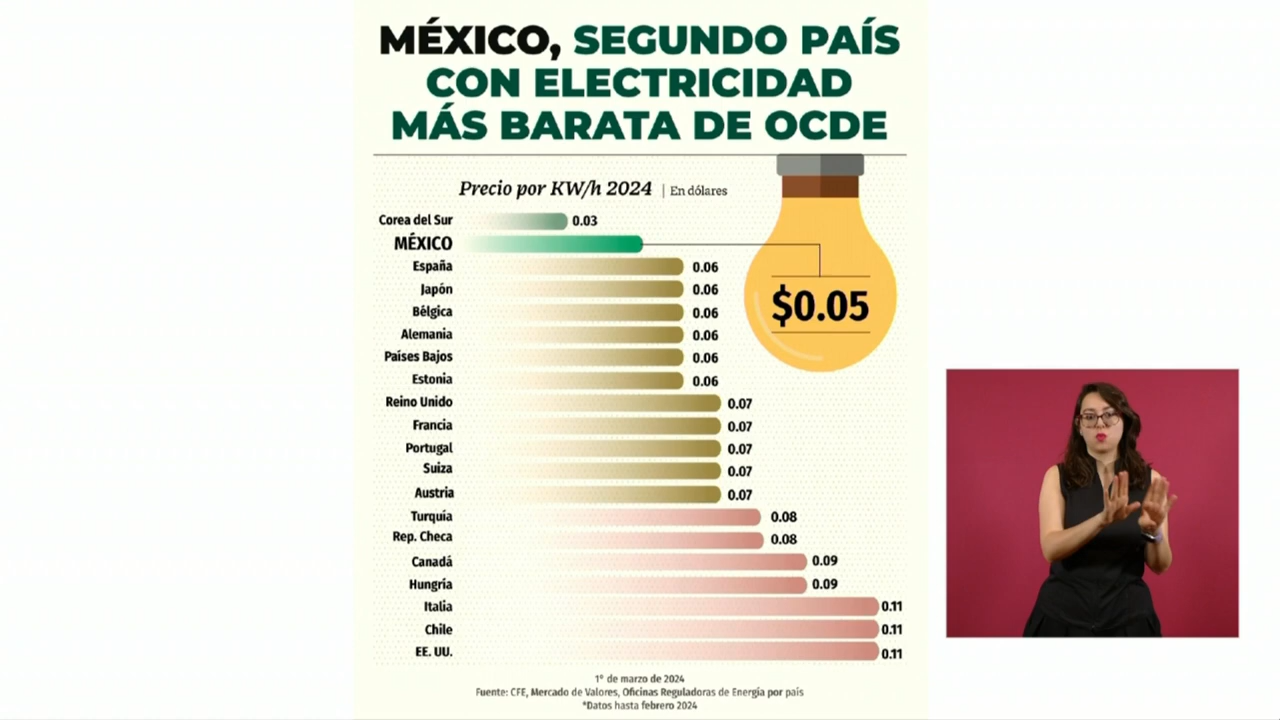 MÉXICO, SEGUNDO PAÍS
CON ELECTRICIDAD
MÁS BARATA DE OCDE
Precio por KW/h 2024 | En dólares
Corea del Sur 0.03
MÉXICO $0.05
España 0.06
Japón 0.06
Bélgica 0.06
Alemania 0.06
Países Bajos 0.06
Estonia 0.06
Reino Unido 0.07
Francia 0.07
Portugal 0.07
Suiza 0.07
Austria 0.07
Turquía 0.08
Rep. Checa 0.08
Canadá 0.09
Hungría 0.09
Italia 0.11
Chile 0.11
EE. UU. 0.11
1° de marzo de 2024
Fuente: CFE, Mercado de Valores, Oficinas Reguladoras de Energía por país
*Datos hasta febrero 2024